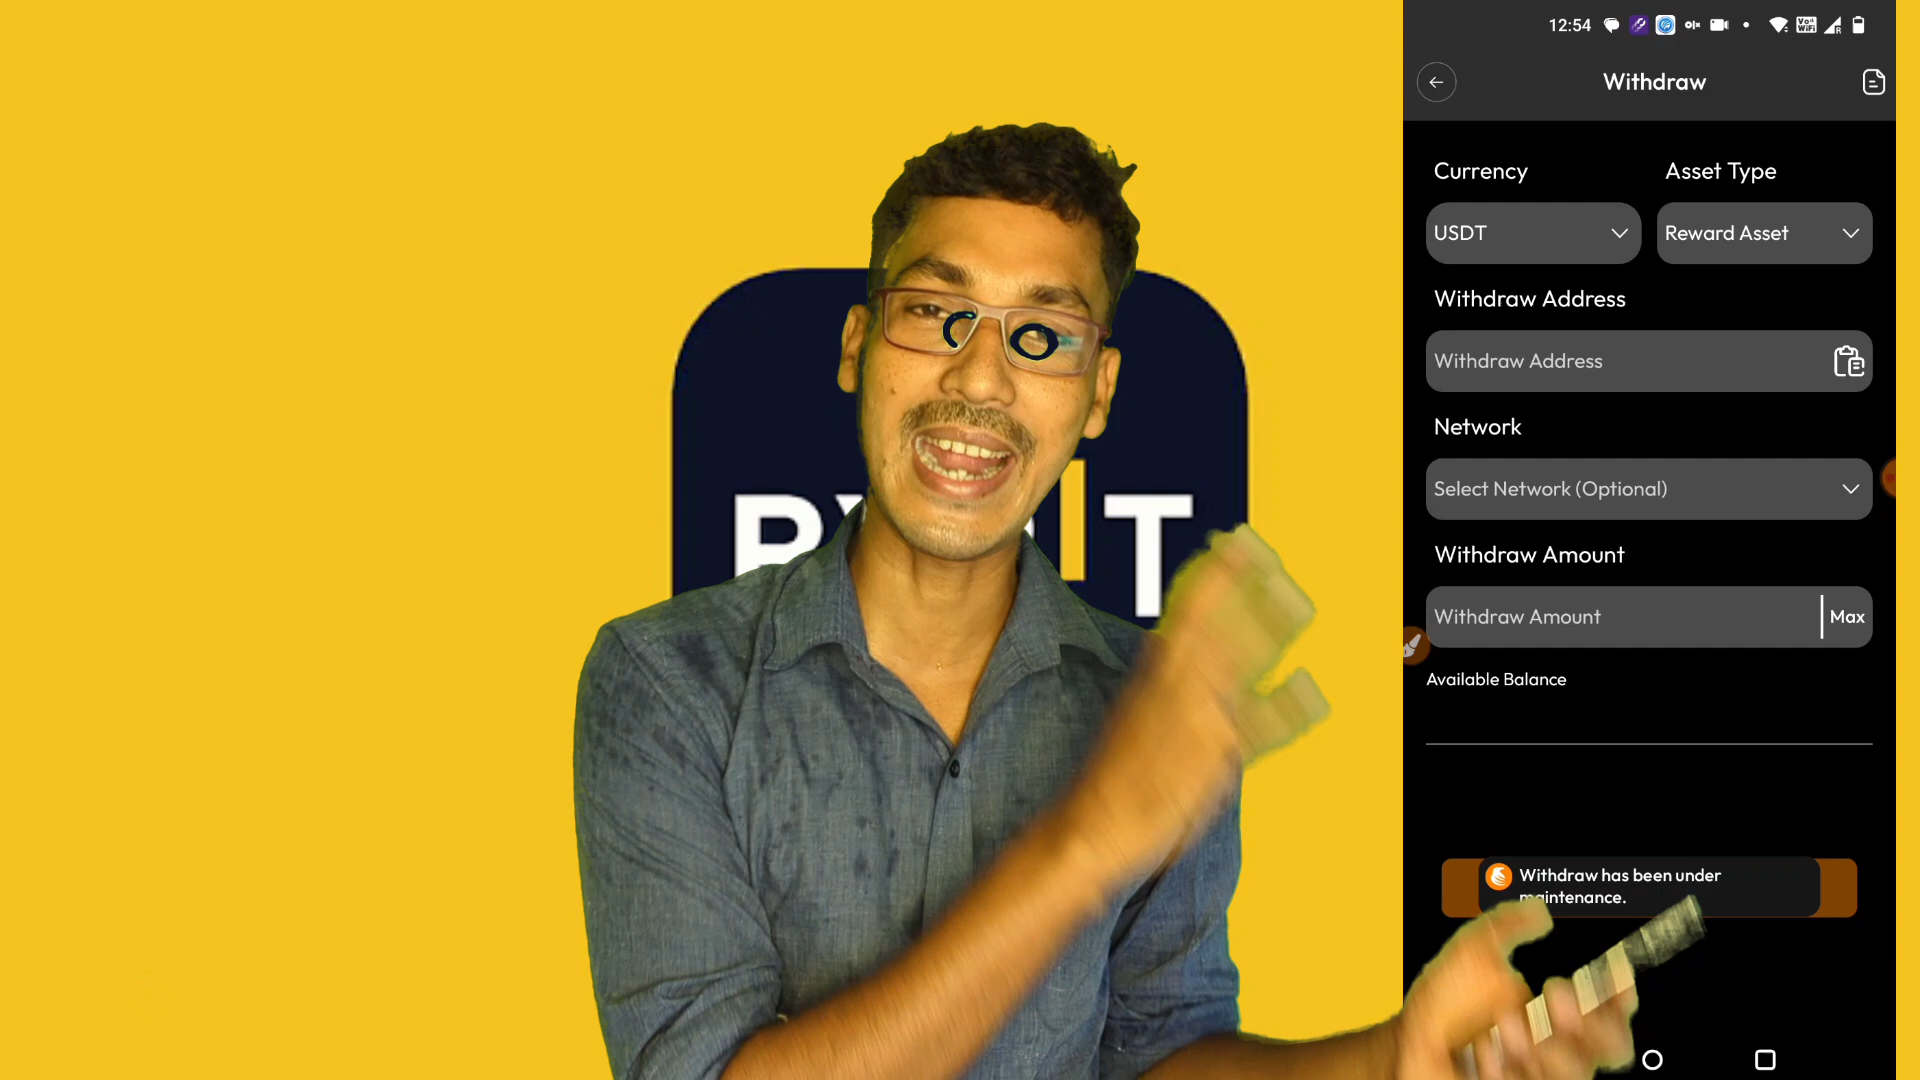 12:54
Withdraw
Currency
Asset Type
USDT
Reward Asset
Withdraw Address
Withdraw Address
Network
Select Network (Optional)
Withdraw Amount
Withdraw Amount
Max
Available Balance
Withdraw has been under
maintenance.